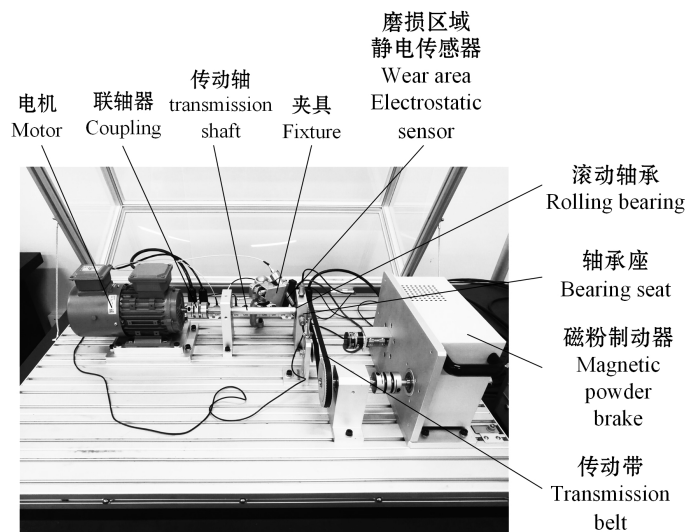 电机
Motor
联轴器
Coupling
传动轴
transmission
shaft
夹具
Fixture
磨损区域
静电传感器
Wear area
Electrostatic
sensor
滚动轴承
Rolling bearing
轴承座
Bearing seat
磁粉制动器
Magnetic
powder
brake
传动带
Transmission
belt